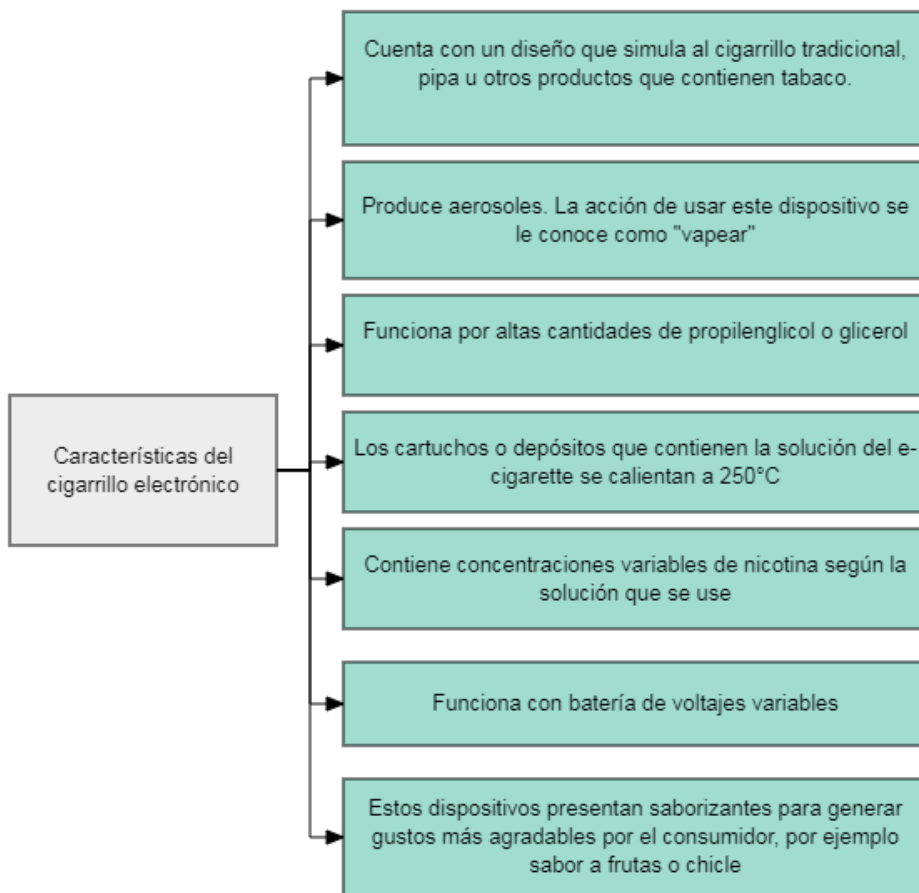 Cuenta con un diseño que simula al cigarrillo tradicional,
pipa u otros productos que contienen tabaco.
Produce aerosoles. La acción de usar este dispositivo se
le conoce como "vapear"
Funciona por altas cantidades de propilenglicol o glicerol
Características del
cigarrillo electrónico
Los cartuchos o depósitos que contienen la solución del e-
cigarette se calientan a 250°C
Contiene concentraciones variables de nicotina según la
solución que se use
Funciona con batería de voltajes variables
Estos dispositivos presentan saborizantes para generar
gustos más agradables por el consumidor, por ejemplo
sabor a frutas o chicle